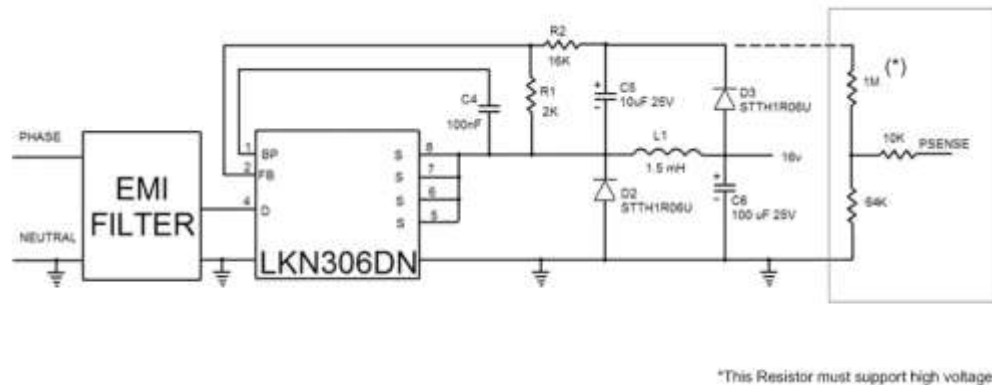 R2
16K
R1
2K
C4
100nF
C5
10uF 25V
D3
STTH1R06U
1M
(*)
PHASE
NEUTRAL
EMI
FILTER
1
BP
2
FB
4
D
S
8
S
7
S
6
S
5
LKN306DN
L1
1.5 mH
16v
D2
STTH1R06U
C6
100 uF 25V
10K
PSENSE
64K
*This Resistor must support high voltage